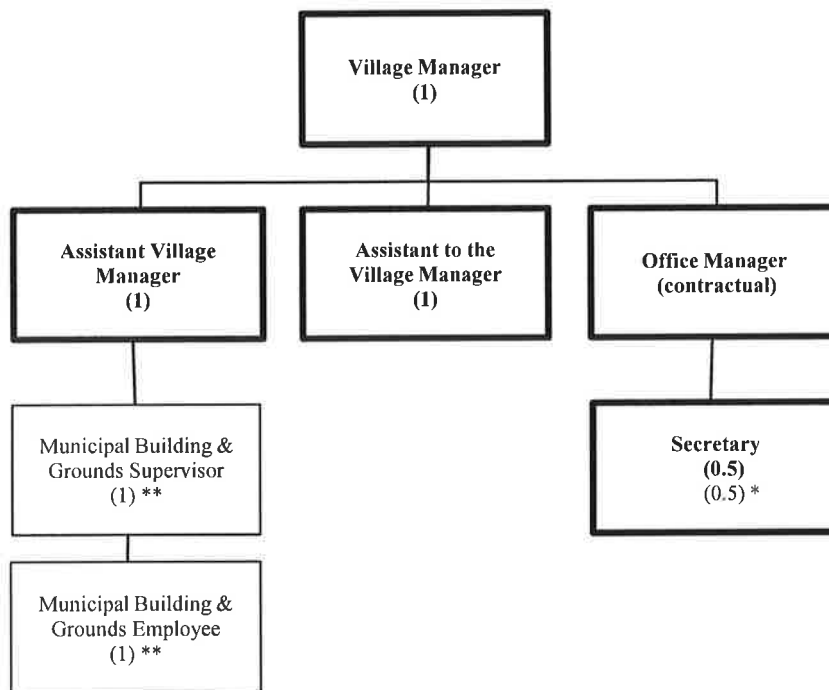 Village Manager
(1)
Assistant Village
Manager
(1)
Assistant to the
Village Manager
(1)
Office Manager
(contractual)
Municipal Building &
Grounds Supervisor
(1) **
Secretary
(0.5)
(0.5) *
Municipal Building &
Grounds Employee
(1) **